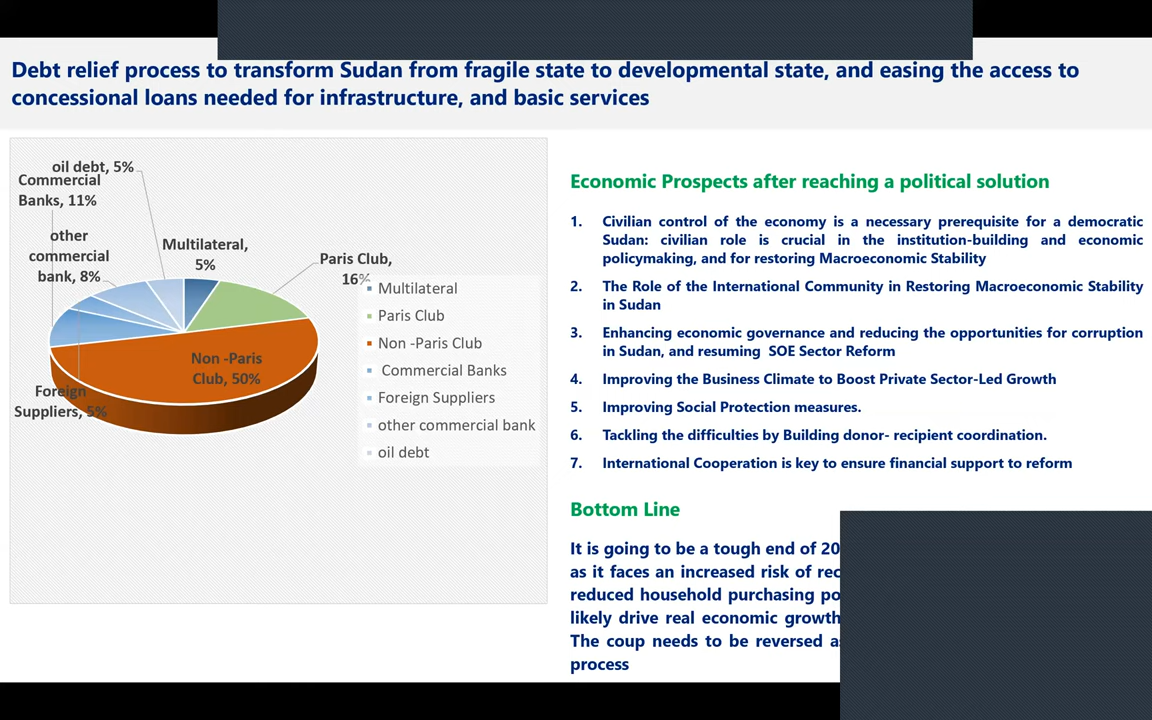 Debt relief process to transform Sudan from fragile state to developmental state, and easing the access to
concessional loans needed for infrastructure, and basic services
oil debt, 5%
Commercial
Banks, 11%
other
commercial
bank, 8%
Multilateral,
5%
Paris Club,
16%
Non -Paris
Club, 50%
Foreign
Suppliers, 5%
Multilateral
Paris Club
Non -Paris Club
Commercial Banks
Foreign Suppliers
other commercial bank
oil debt
Economic Prospects after reaching a political solution
1. Civilian control of the economy is a necessary prerequisite for a democratic
Sudan: civilian role is crucial in the institution-building and economic
policymaking, and for restoring Macroeconomic Stability
2. The Role of the International Community in Restoring Macroeconomic Stability
in Sudan
3. Enhancing economic governance and reducing the opportunities for corruption
in Sudan, and resuming SOE Sector Reform
4. Improving the Business Climate to Boost Private Sector-Led Growth
5. Improving Social Protection measures.
6. Tackling the difficulties by Building donor- recipient coordination.
7. International Cooperation is key to ensure financial support to reform
Bottom Line
It is going to be a tough end of
as it faces an increased risk of
reduced household purchasing
likely drive real economic growth
The coup needs to be reversed
process